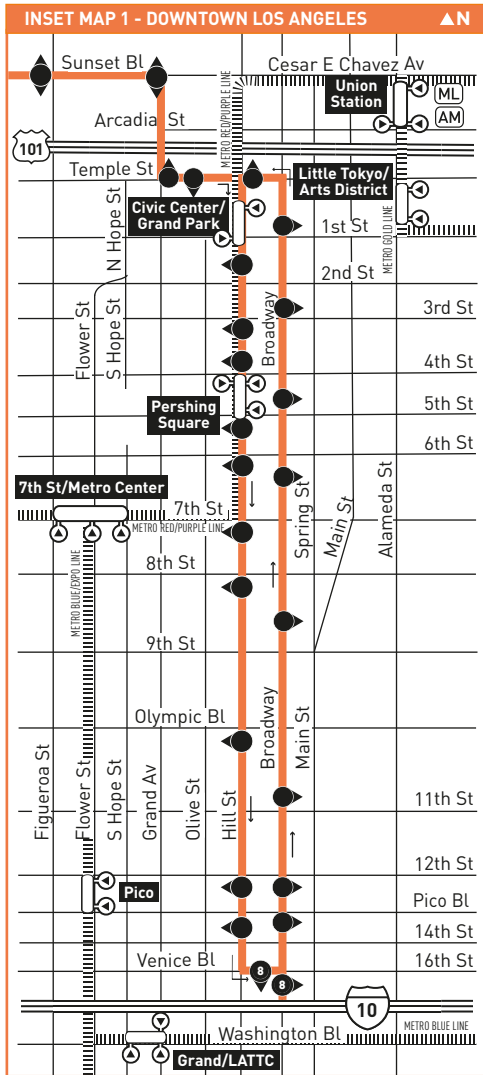 INSET MAP 1 - DOWNTOWN LOS ANGELES
▲N
Sunset Bl
Cesar E Chavez Av
Union
Station
ML
AM
METRO RED/PURPLE LINE
Arcadia St
101
Temple St
Little Tokyo/
Arts District
Civic Center/
Grand Park
N Hope St
1st St
METRO GOLD LINE
2nd St
Flower St
S Hope St
Broadway
3rd St
4th St
Pershing
Square
5th St
6th St
7th St/Metro Center
7th St
METRO RED/PURPLE LINE
Spring St
Main St
Alameda St
METRO BLUE/EXPO LINE
8th St
9th St
Olympic Bl
Figueroa St
Flower St
S Hope St
Grand Av
Olive St
Hill St
Broadway
Main St
11th St
12th St
Pico
Pico Bl
14th St
Venice Bl
8
16th St
8
10
Washington Bl
METRO BLUE LINE
Grand/LATTC